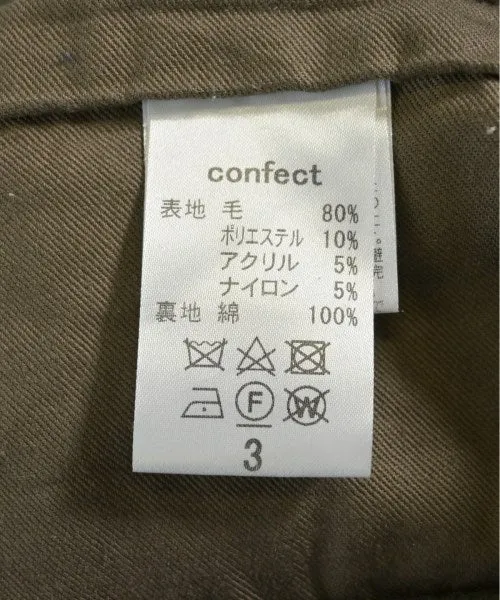 confect
表地 毛 80%
ポリエステル 10%
アクリル 5%
ナイロン 5%
裏地 綿 100%
F W
3